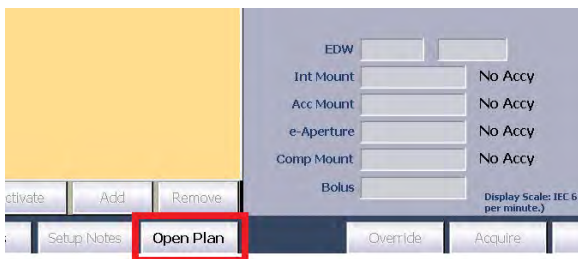 EDW
Int Mount No Accy
Acc Mount No Accy
e-Aperture No Accy
Comp Mount No Accy
Bolus
Display Scale: IEC 6
per minute.)
Add Remove
Setup Notes Open Plan Override Acquire